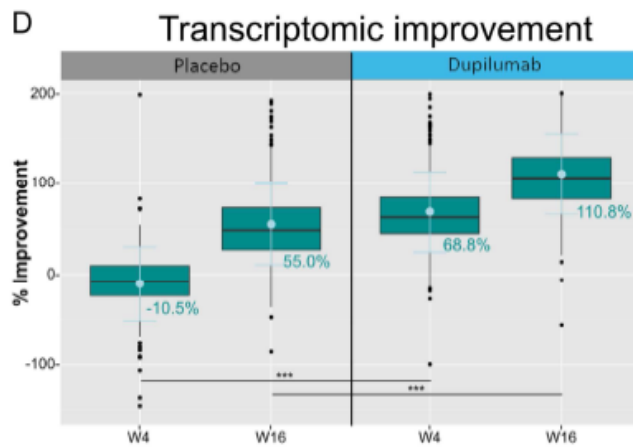 D
Transcriptomic improvement
Placebo
Dupilumab
% Improvement
200-
100-
0-
-100-
-10.5%
55.0%
68.8%
110.8%
***
***
W4
W16
W4
W16